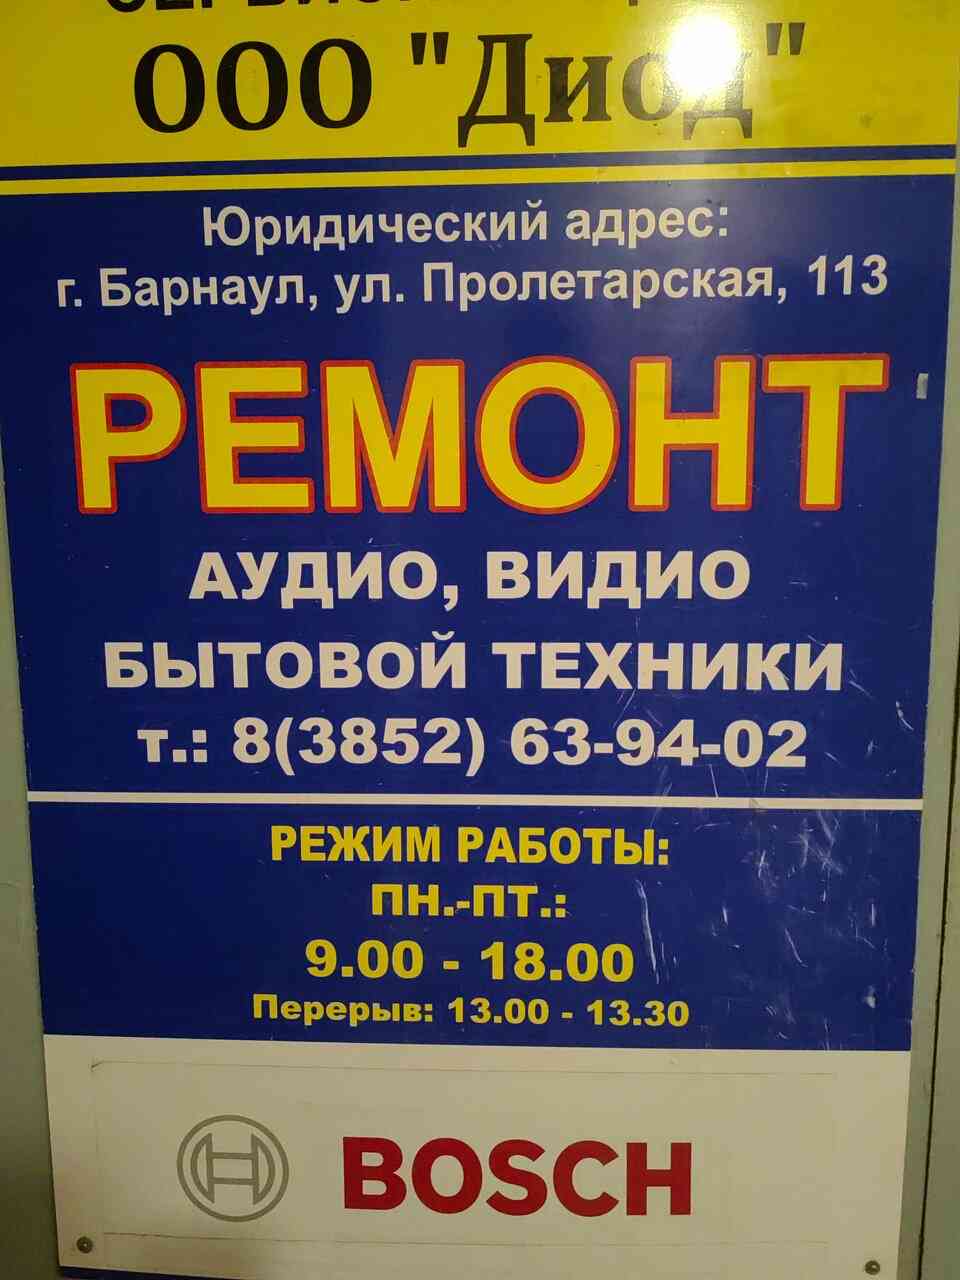 ООО "Диод"
Юридический адрес:
г. Барнаул, ул. Пролетарская, 113
РЕМОНТ
АУДИО, ВИДИО
БЫТОВОЙ ТЕХНИКИ
т.: 8(3852) 63-94-02
РЕЖИМ РАБОТЫ:
ПН.-ПТ.:
9.00 - 18.00
Перерыв: 13.00 - 13.30
BOSCH